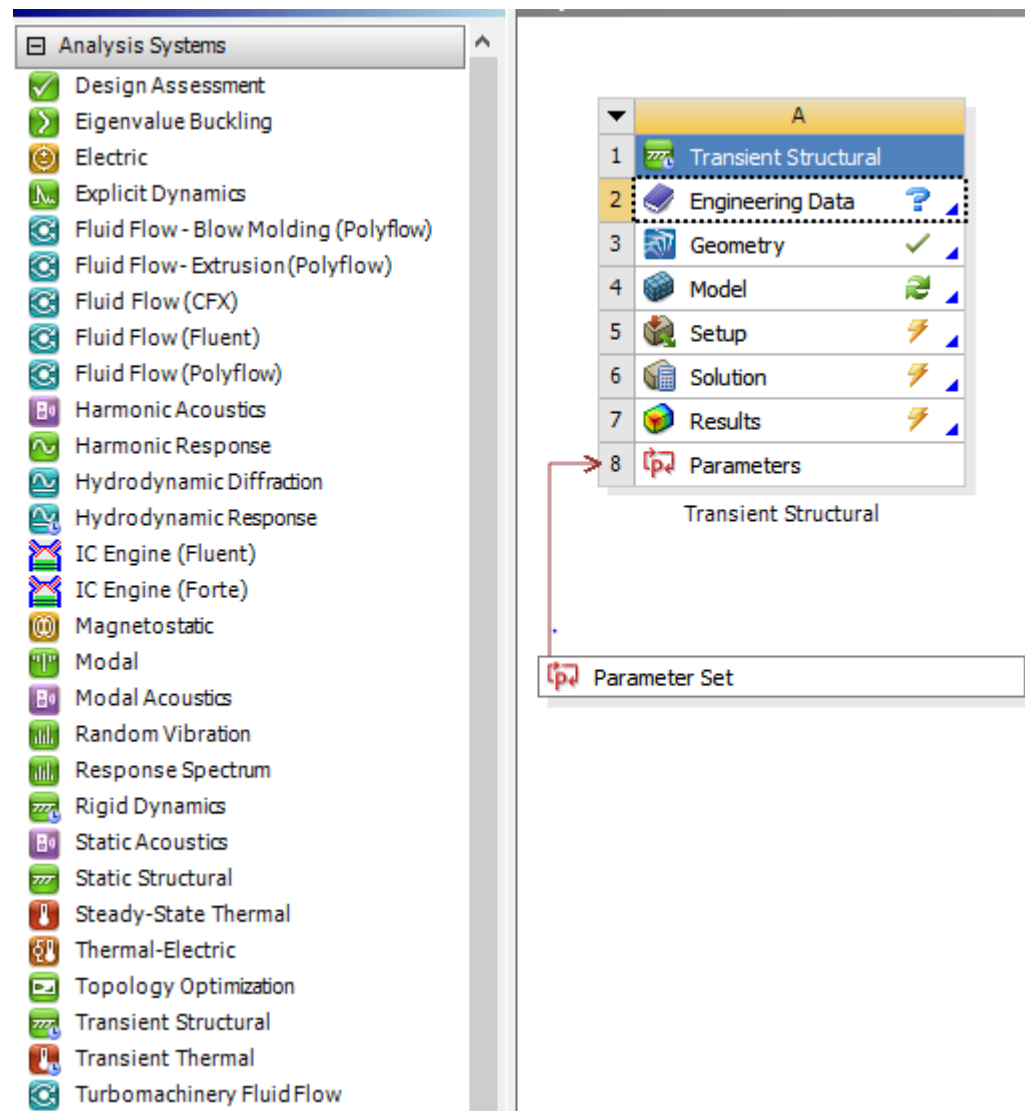 Analysis Systems
Design Assessment
Eigenvalue Buckling
Electric
Explicit Dynamics
Fluid Flow - Blow Molding (Polyflow)
Fluid Flow- Extrusion (Polyflow)
Fluid Flow (CFX)
Fluid Flow (Fluent)
Fluid Flow (Polyflow)
Harmonic Acoustics
Harmonic Response
Hydrodynamic Diffraction
Hydrodynamic Response
IC Engine (Fluent)
IC Engine (Forte)
Magnetostatic
Modal
Modal Acoustics
Random Vibration
Response Spectrum
Rigid Dynamics
Static Acoustics
Static Structural
Steady-State Thermal
Thermal-Electric
Topology Optimization
Transient Structural
Transient Thermal
Turbomachinery Fluid Flow
A
1 Transient Structural
2 Engineering Data ?
3 Geometry
4 Model
5 Setup
6 Solution
7 Results
8 Parameters
Transient Structural
Parameter Set